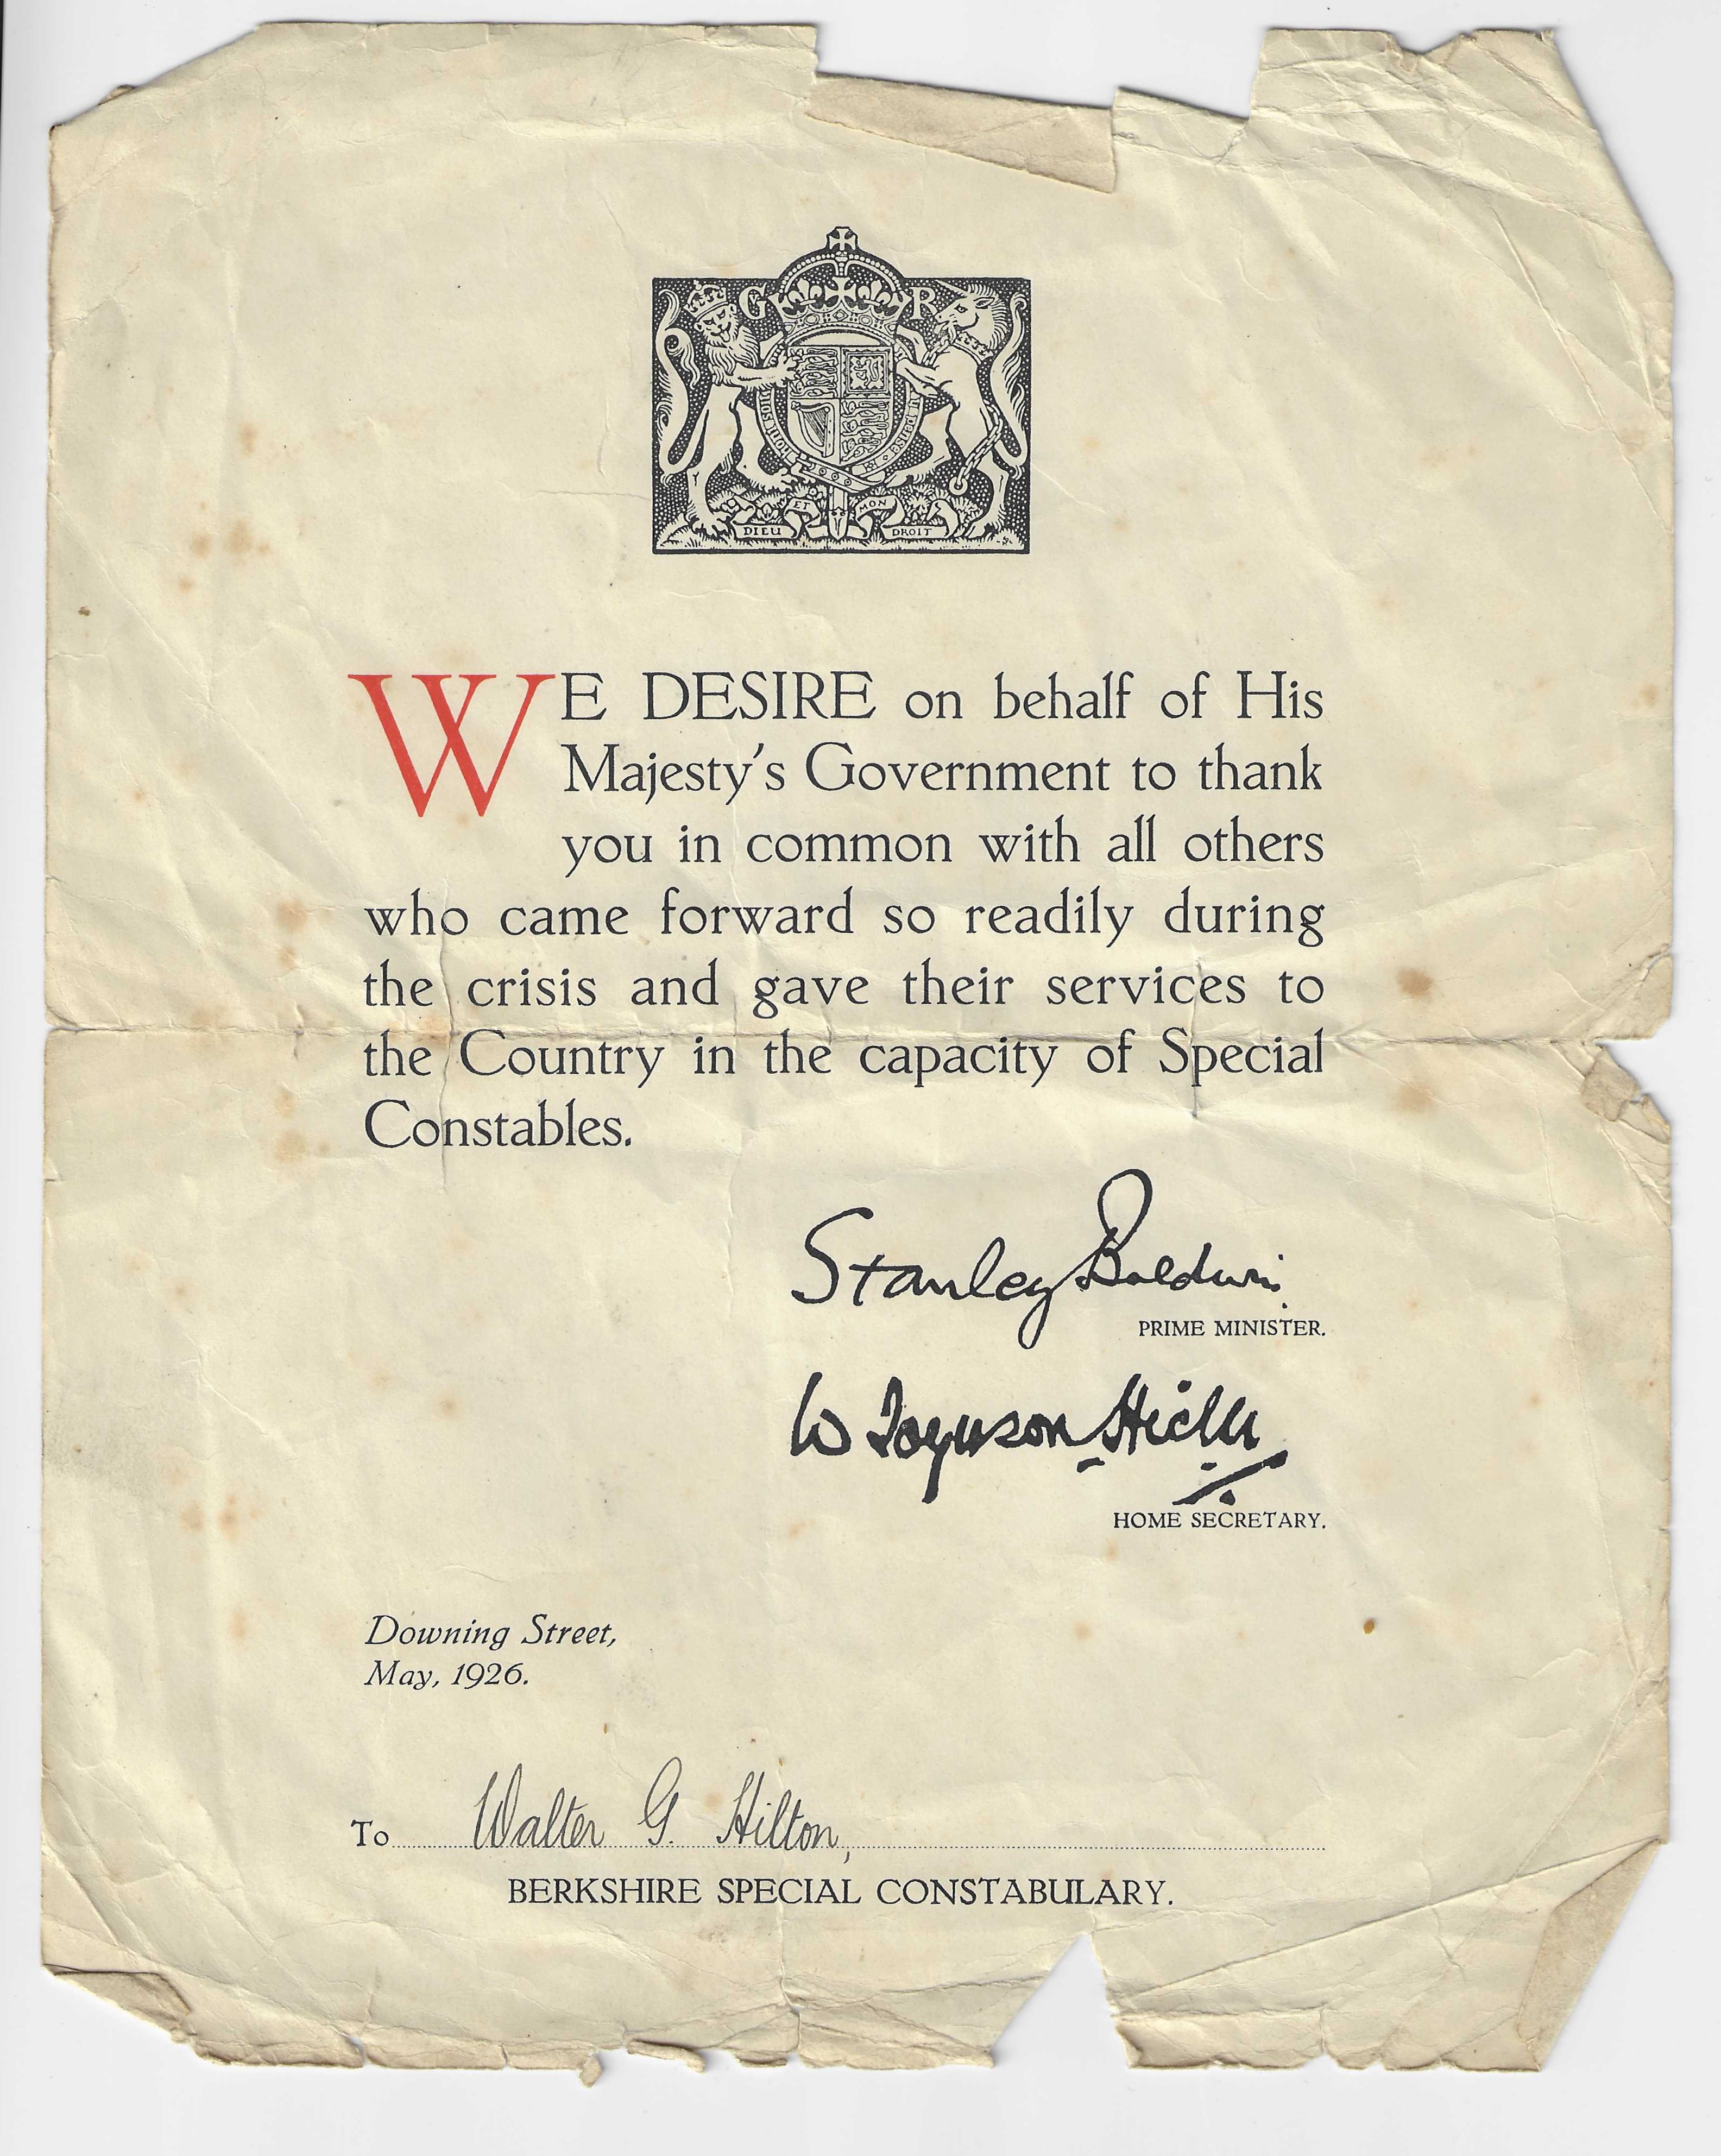 G R
HONI SOIT
DIEU ET MON DROIT
WE DESIRE on behalf of His
Majesty's Government to thank
you in common with all others
who came forward so readily during
the crisis and gave their services to
the Country in the capacity of Special
Constables.
Stanley Baldwin
PRIME MINISTER.
W Joynson-Hicks
HOME SECRETARY.
Downing Street,
May, 1926.
To Walter G. Hilton,
BERKSHIRE SPECIAL CONSTABULARY.